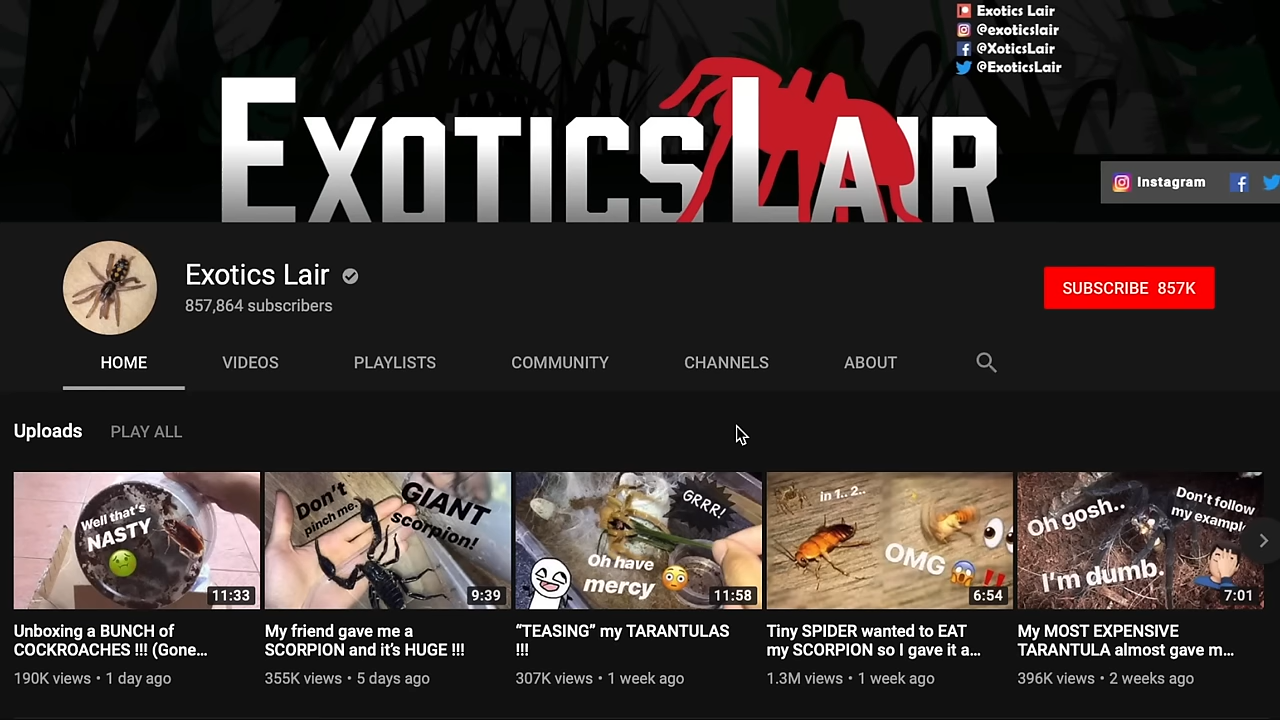 Exotics Lair
@exoticslair
@XoticsLair
@ExoticsLair
EXOTICSLAIR
Instagram
Exotics Lair
857,864 subscribers
SUBSCRIBE 857K
HOME VIDEOS PLAYLISTS COMMUNITY CHANNELS ABOUT
Uploads PLAY ALL
Well that's
NASTY
11:33
Don't
pinch me.
GIANT
scorpion!
9:39
GRRR!
Oh have
mercy
11:58
in 1.. 2..
OMG
6:54
Oh gosh..
Don't follow
my example
I'm dumb.
7:01
Unboxing a BUNCH of
COCKROACHES !!! (Gone...
190K views • 1 day ago
My friend gave me a
SCORPION and it's HUGE !!!
355K views • 5 days ago
“TEASING” my TARANTULAS
!!!
307K views • 1 week ago
Tiny SPIDER wanted to EAT
my SCORPION so I gave it a...
1.3M views • 1 week ago
My MOST EXPENSIVE
TARANTULA almost gave m...
396K views • 2 weeks ago